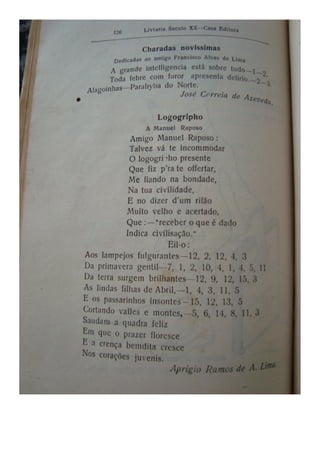 126 Livraria Seculo XX—Casa Editora
Charadas novissimas
Dedicadas ao amigo Francisco Alves de Lima
A grande intelligencia está sobre tudo—1—2.
Toda febre com furor apresenta delirio.—2—3
Alagoinhas—Parahyba do Norte.
José Correia de Azevedo.
Logogripho
A Manuel Raposo
Amigo Manuel Raposo:
Talvez vá te incommodar
O logogripho presente
Que fiz p'ra te offertar,
Me fiando na bondade,
Na tua civilidade,
E no dizer d'um rifão
Muito velho e acertado,
Que:—"receber o que é dado
Indica civilisação."
Eil-o:
Aos lampejos fulgurantes—12, 2, 12, 4, 3
Da primavera gentil—7, 1, 2, 10, 4, 1, 4, 5, 11
Da terra surgem brilhantes—12, 9, 12, 15, 3
As lindas filhas de Abril,—1, 4, 3, 11, 5
E os passarinhos insontes—15, 12, 13, 5
Cortando valles e montes,—5, 6, 14, 8, 11, 3
Saudam a quadra feliz
Em que o prazer floresce
E a crença bemdita cresce
Nos corações juvenis.
Aprigio Ramos de A. Lima.